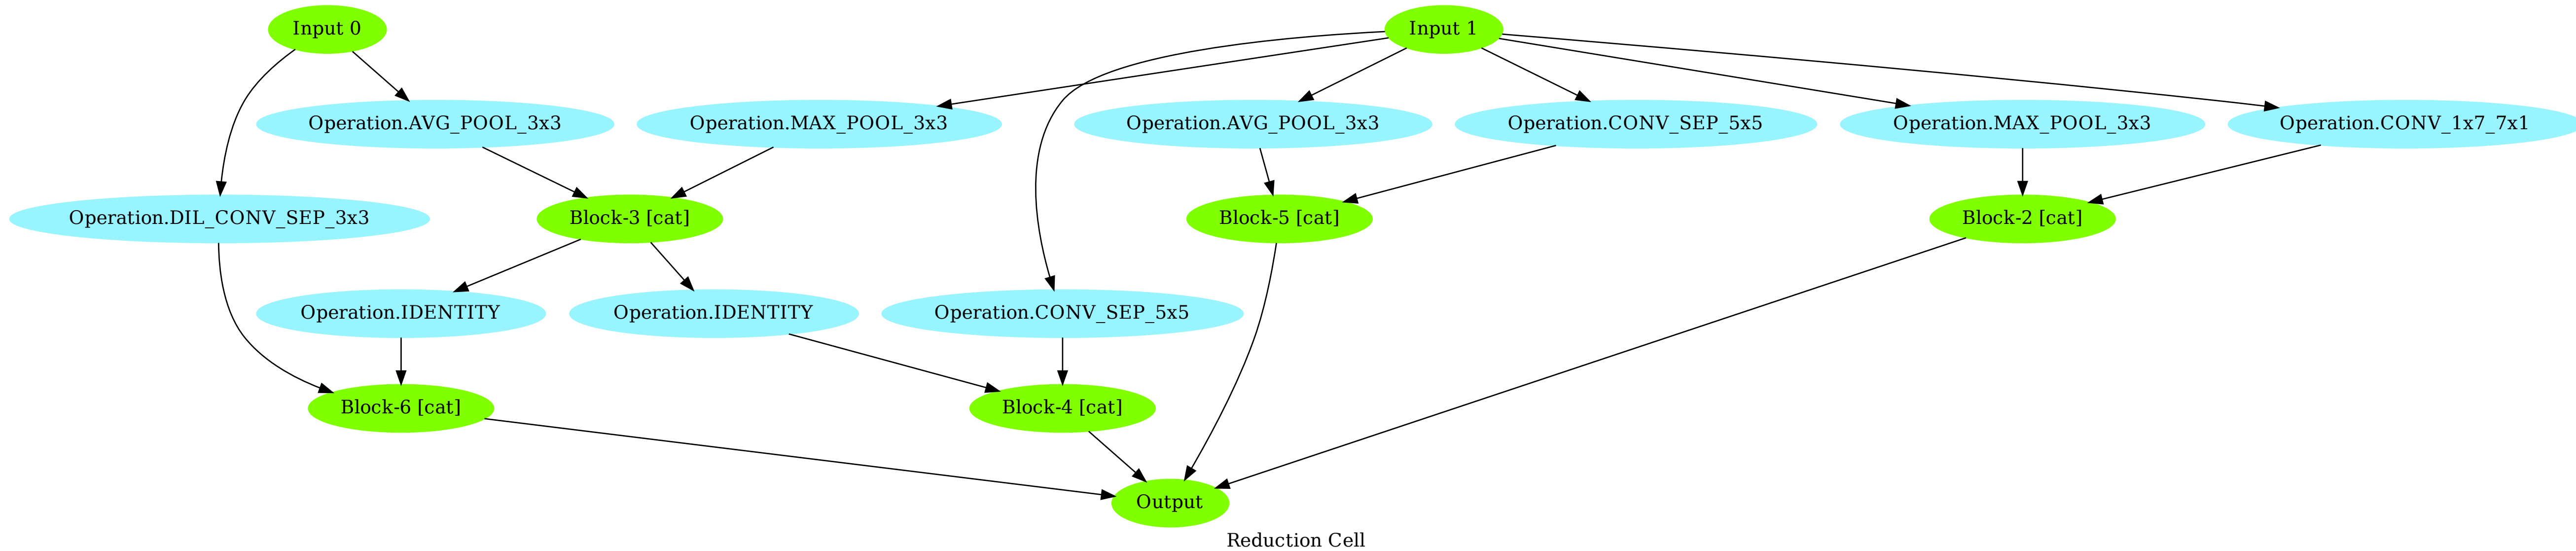 Input 0
Input 1
Operation.AVG_POOL_3x3
Operation.MAX_POOL_3x3
Operation.AVG_POOL_3x3
Operation.CONV_SEP_5x5
Operation.MAX_POOL_3x3
Operation.CONV_1x7_7x1
Operation.DIL_CONV_SEP_3x3
Block-3 [cat]
Block-5 [cat]
Block-2 [cat]
Operation.IDENTITY
Operation.IDENTITY
Operation.CONV_SEP_5x5
Block-6 [cat]
Block-4 [cat]
Output
Reduction Cell